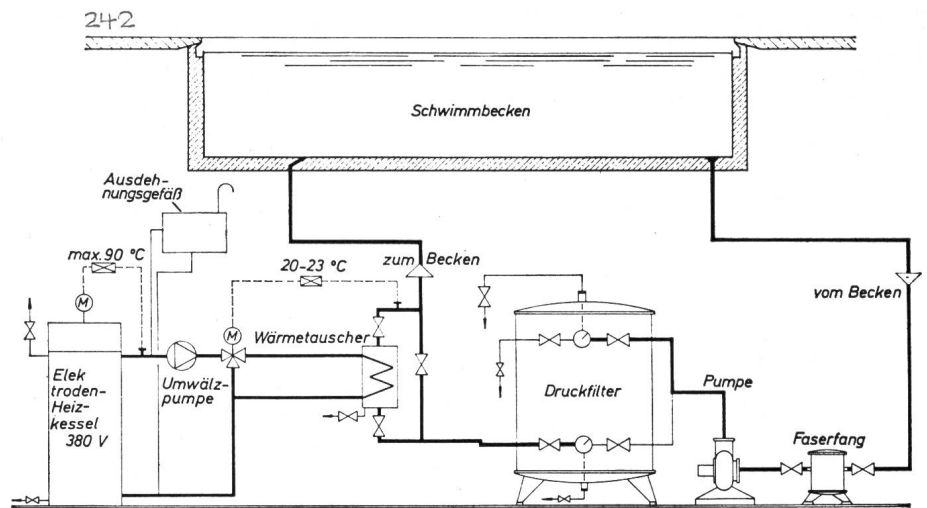 242
Schwimmbecken
Ausdeh-
nungsgefäß
max. 90 °C
20-23 °C
zum Becken
vom Becken
M
M
Wärmetauscher
Elek
troden-
Heiz-
kessel
380 V
Umwälz-
pumpe
Druckfilter
Pumpe
Faserfang